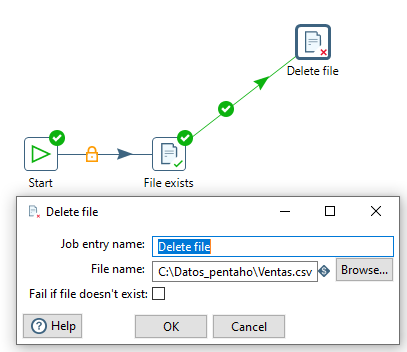 Delete file
Start
File exists
Delete file
Job entry name: Delete file
File name: C:\Datos_pentaho\Ventas.csv Browse...
Fail if file doesn't exist:
Help OK Cancel